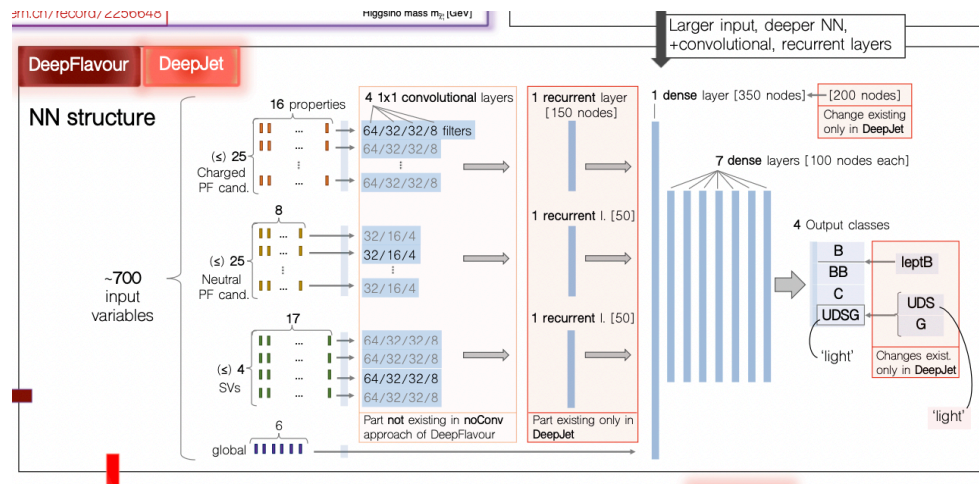 em.cn/record/2256648
Higgsino mass m [GeV]
Larger input, deeper NN,
+convolutional, recurrent layers
DeepFlavour
DeepJet
NN structure
16 properties
4 1x1 convolutional layers
1 recurrent layer
[150 nodes]
1 dense layer [350 nodes]
[200 nodes]
Change existing
only in DeepJet
...
64/32/32/8 filters
...
64/32/32/8
(≤) 25
Charged
PF cand.
...
64/32/32/8
7 dense layers [100 nodes each]
8
1 recurrent l. [50]
4 Output classes
...
32/16/4
...
32/16/4
(≤) 25
Neutral
PF cand.
...
32/16/4
B
BB
C
UDSG
leptB
UDS
G
~700
input
variables
17
1 recurrent l. [50]
...
64/32/32/8
...
64/32/32/8
(≤) 4
SVs
...
64/32/32/8
...
64/32/32/8
'light'
Changes exist.
only in DeepJet
'light'
Part not existing in noConv
approach of DeepFlavour
Part existing only in
DeepJet
6
global